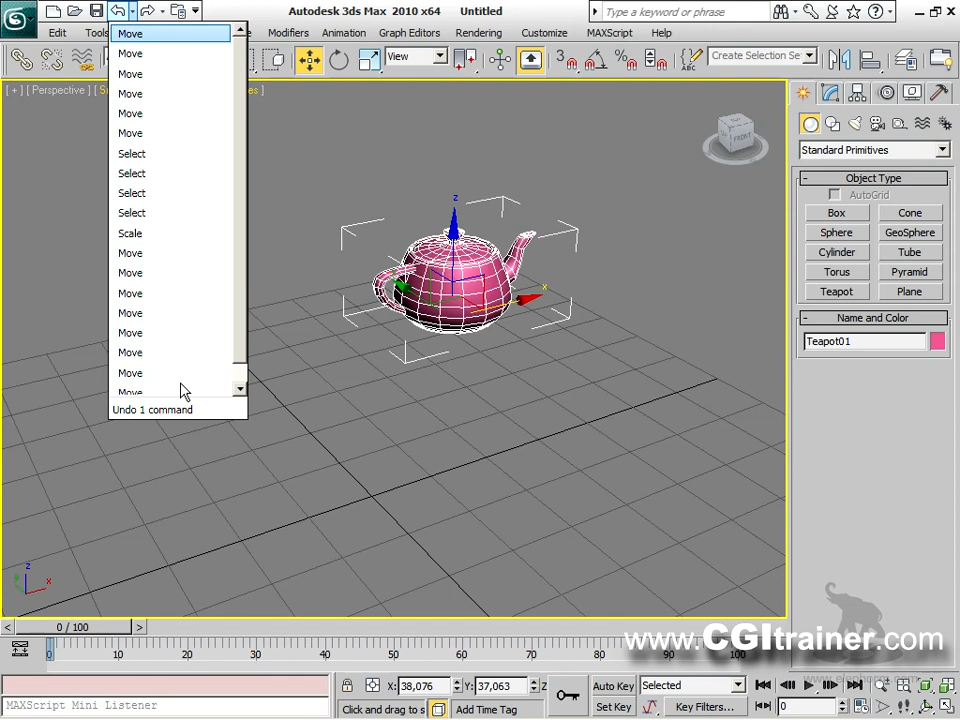 Autodesk 3ds Max 2010 x64 Untitled
Type a keyword or phrase
Edit Tools Modifiers Animation Graph Editors Rendering Customize MAXScript Help
View
3
Create Selection Se
[ + ] [ Perspective ] [ S es ]
Move
Move
Move
Move
Move
Move
Select
Select
Select
Select
Scale
Move
Move
Move
Move
Move
Move
Move
Move
Undo 1 command
FRONT
z
x
Standard Primitives
- Object Type
AutoGrid
Box Cone
Sphere GeoSphere
Cylinder Tube
Torus Pyramid
Teapot Plane
- Name and Color
Teapot01
z
x
< 0 / 100 >
0 10 20 30 40 50 60 70 80 90 100
www.CGItrainer.com
X: 38,076 Y: 37,063 Z
Auto Key Selected
MAXScript Mini Listener
Click and drag to s Add Time Tag
Set Key Key Filters... 0